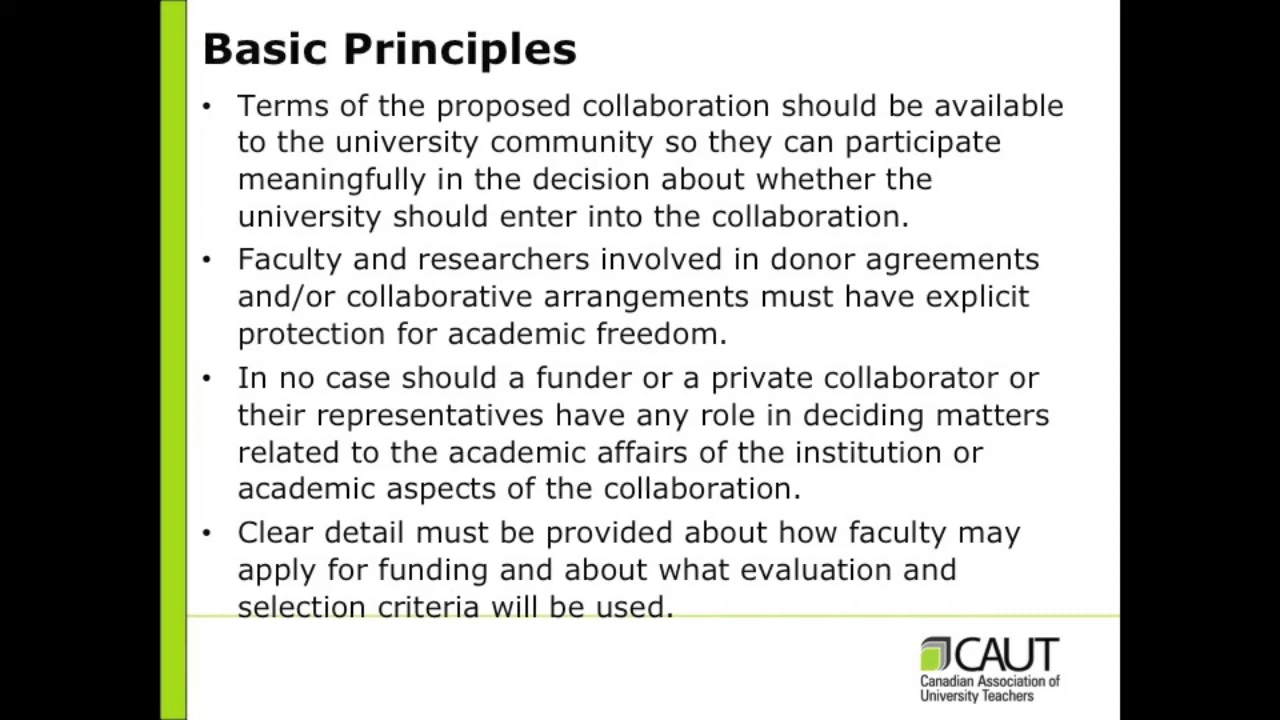 Basic Principles
• Terms of the proposed collaboration should be available
to the university community so they can participate
meaningfully in the decision about whether the
university should enter into the collaboration.
• Faculty and researchers involved in donor agreements
and/or collaborative arrangements must have explicit
protection for academic freedom.
• In no case should a funder or a private collaborator or
their representatives have any role in deciding matters
related to the academic affairs of the institution or
academic aspects of the collaboration.
• Clear detail must be provided about how faculty may
apply for funding and about what evaluation and
selection criteria will be used.
CAUT
Canadian Association of
University Teachers